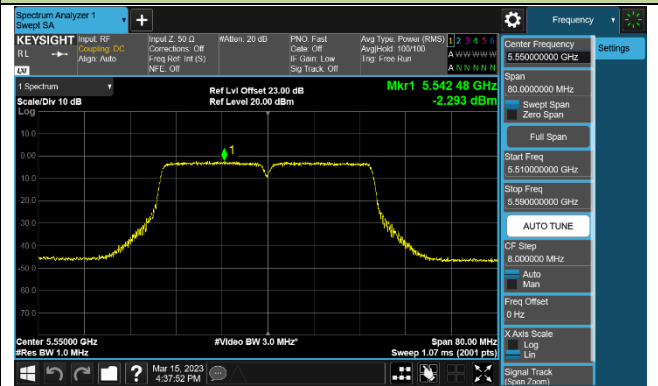 Spectrum Analyzer 1
Swept SA
Frequency
KEYSIGHT
RL
LXI
Input: RF
Coupling: DC
Align: Auto
Input Z: 50 Ω
Corrections: Off
Freq Ref: Int (S)
NFE: Off
#Atten: 20 dB
PNO: Fast
Gate: Off
IF Gain: Low
Sig Track: Off
Avg Type: Power (RMS)
Avg|Hold: 100/100
Trig: Free Run
1 2 3 4 5 6
A W W W W W
A N N N N N
1 Spectrum
Scale/Div 10 dB
Log
Ref Lvl Offset 23.00 dB
Ref Level 20.00 dBm
Mkr1 5.542 48 GHz
-2.293 dBm
10.0
0.00
-10.0
-20.0
-30.0
-40.0
-50.0
-60.0
-70.0
1
Center 5.55000 GHz
#Res BW 1.0 MHz
#Video BW 3.0 MHz*
Span 80.00 MHz
Sweep 1.07 ms (2001 pts)
Mar 15, 2023
4:37:52 PM
Center Frequency
5.550000000 GHz
Span
80.0000000 MHz
Swept Span
Zero Span
Full Span
Start Freq
5.510000000 GHz
Stop Freq
5.590000000 GHz
AUTO TUNE
CF Step
8.000000 MHz
Auto
Man
Freq Offset
0 Hz
X Axis Scale
Log
Lin
Signal Track
(Span Zoom)
Settings